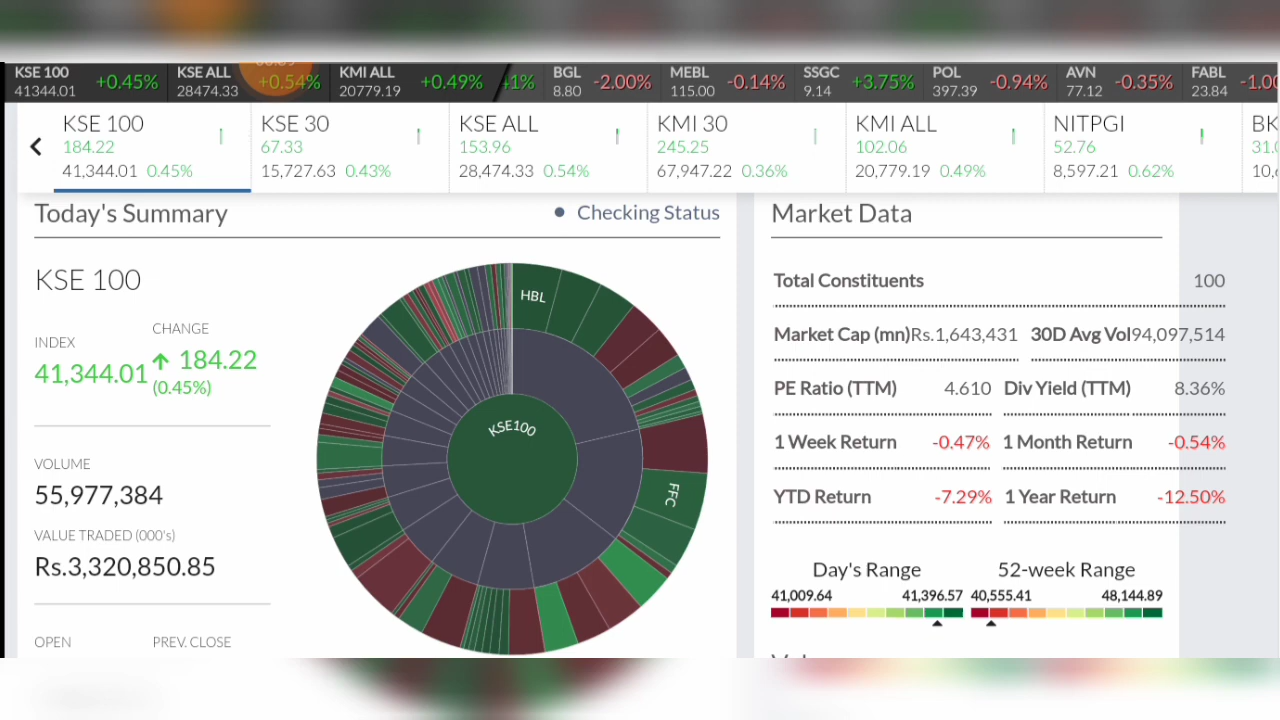 KSE 100 +0.45% KSE ALL +0.54% KMI ALL +0.49% 1% BGL -2.00% MEBL -0.14% SSGC +3.75% POL -0.94% AVN -0.35% FABL -1.00
41344.01 28474.33 20779.19 8.80 115.00 9.14 397.39 77.12 23.84
KSE 100 KSE 30 KSE ALL KMI 30 KMI ALL NITPGI BK
184.22 67.33 153.96 245.25 102.06 52.76 31.0
41,344.01 0.45% 15,727.63 0.43% 28,474.33 0.54% 67,947.22 0.36% 20,779.19 0.49% 8,597.21 0.62% 10,6
Today's Summary Checking Status
KSE 100
INDEX CHANGE
41,344.01 184.22
(0.45%)
VOLUME
55,977,384
VALUE TRADED (000's)
Rs.3,320,850.85
OPEN PREV. CLOSE
HBL
KSE100
FFC
Market Data
Total Constituents 100
Market Cap (mn) Rs.1,643,431 30D Avg Vol 94,097,514
PE Ratio (TTM) 4.610 Div Yield (TTM) 8.36%
1 Week Return -0.47% 1 Month Return -0.54%
YTD Return -7.29% 1 Year Return -12.50%
Day's Range 52-week Range
41,009.64 41,396.57 40,555.41 48,144.89